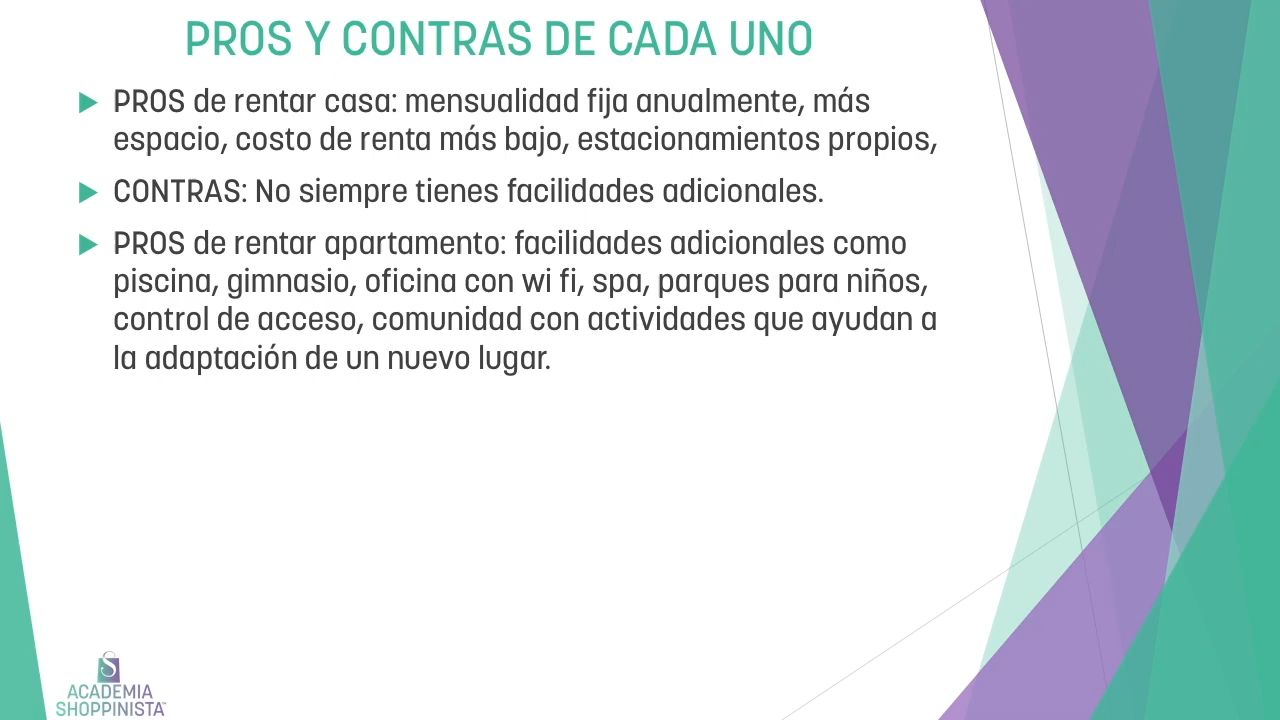 PROS Y CONTRAS DE CADA UNO
PROS de rentar casa: mensualidad fija anualmente, más
espacio, costo de renta más bajo, estacionamientos propios,
CONTRAS: No siempre tienes facilidades adicionales.
PROS de rentar apartamento: facilidades adicionales como
piscina, gimnasio, oficina con wi fi, spa, parques para niños,
control de acceso, comunidad con actividades que ayudan a
la adaptación de un nuevo lugar.
S
ACADEMIA
SHOPPINISTA™